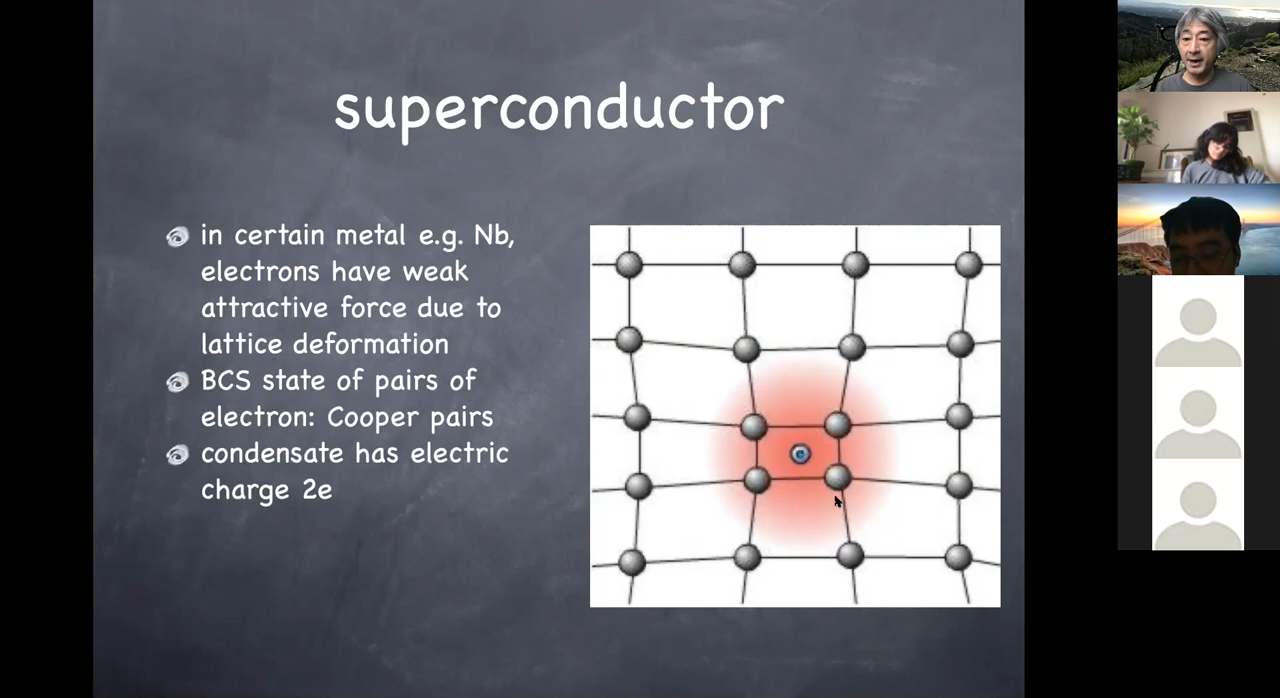 superconductor
in certain metal e.g. Nb,
electrons have weak
attractive force due to
lattice deformation
BCS state of pairs of
electron: Cooper pairs
condensate has electric
charge 2e